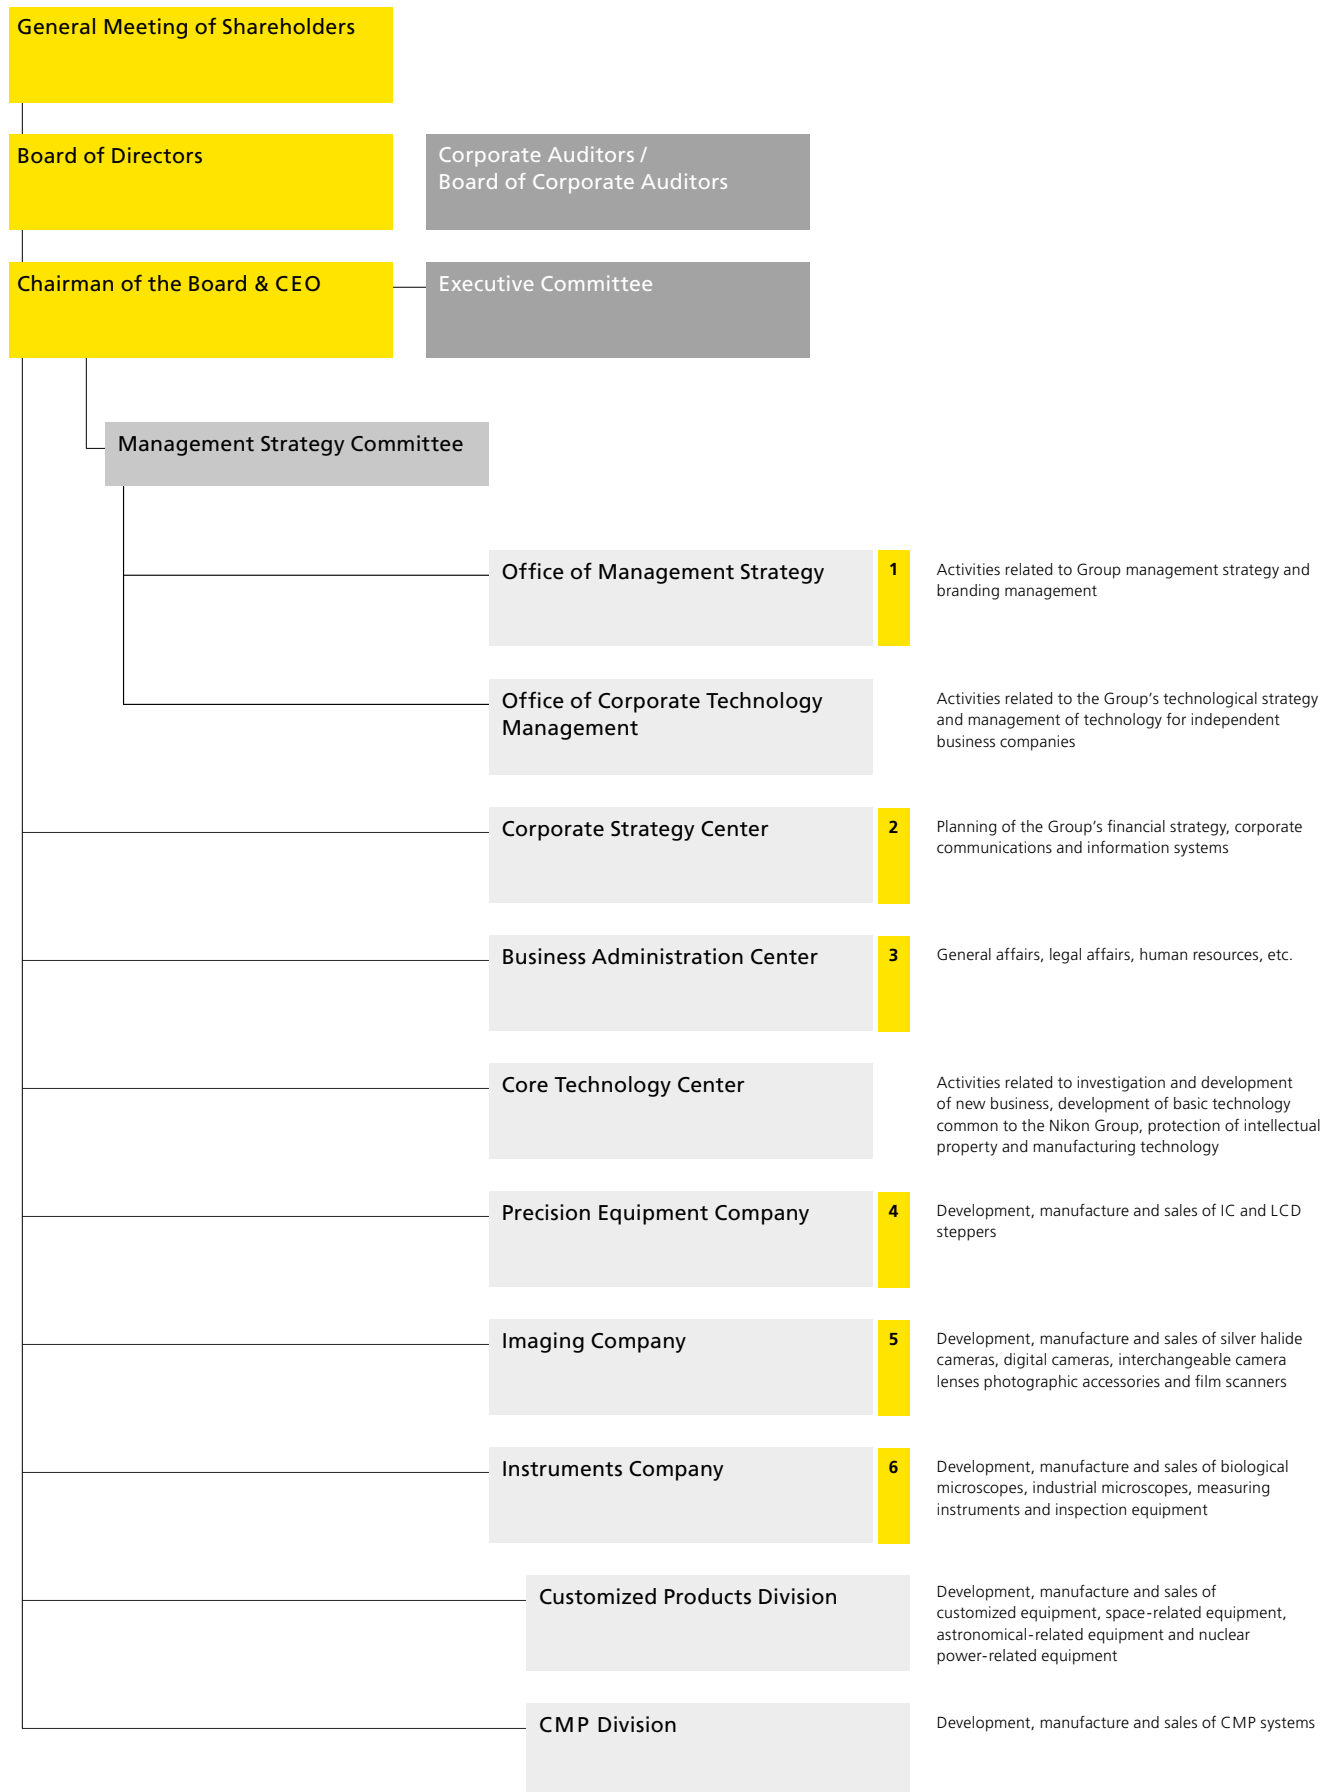 General Meeting of Shareholders
Board of Directors
Corporate Auditors /
Board of Corporate Auditors
Chairman of the Board & CEO
Executive Committee
Management Strategy Committee
Office of Management Strategy
1
Activities related to Group management strategy and
branding management
Office of Corporate Technology
Management
Activities related to the Group's technological strategy
and management of technology for independent
business companies
Corporate Strategy Center
2
Planning of the Group's financial strategy, corporate
communications and information systems
Business Administration Center
3
General affairs, legal affairs, human resources, etc.
Core Technology Center
Activities related to investigation and development
of new business, development of basic technology
common to the Nikon Group, protection of intellectual
property and manufacturing technology
Precision Equipment Company
4
Development, manufacture and sales of IC and LCD
steppers
Imaging Company
5
Development, manufacture and sales of silver halide
cameras, digital cameras, interchangeable camera
lenses photographic accessories and film scanners
Instruments Company
6
Development, manufacture and sales of biological
microscopes, industrial microscopes, measuring
instruments and inspection equipment
Customized Products Division
Development, manufacture and sales of
customized equipment, space-related equipment,
astronomical-related equipment and nuclear
power-related equipment
CMP Division
Development, manufacture and sales of CMP systems